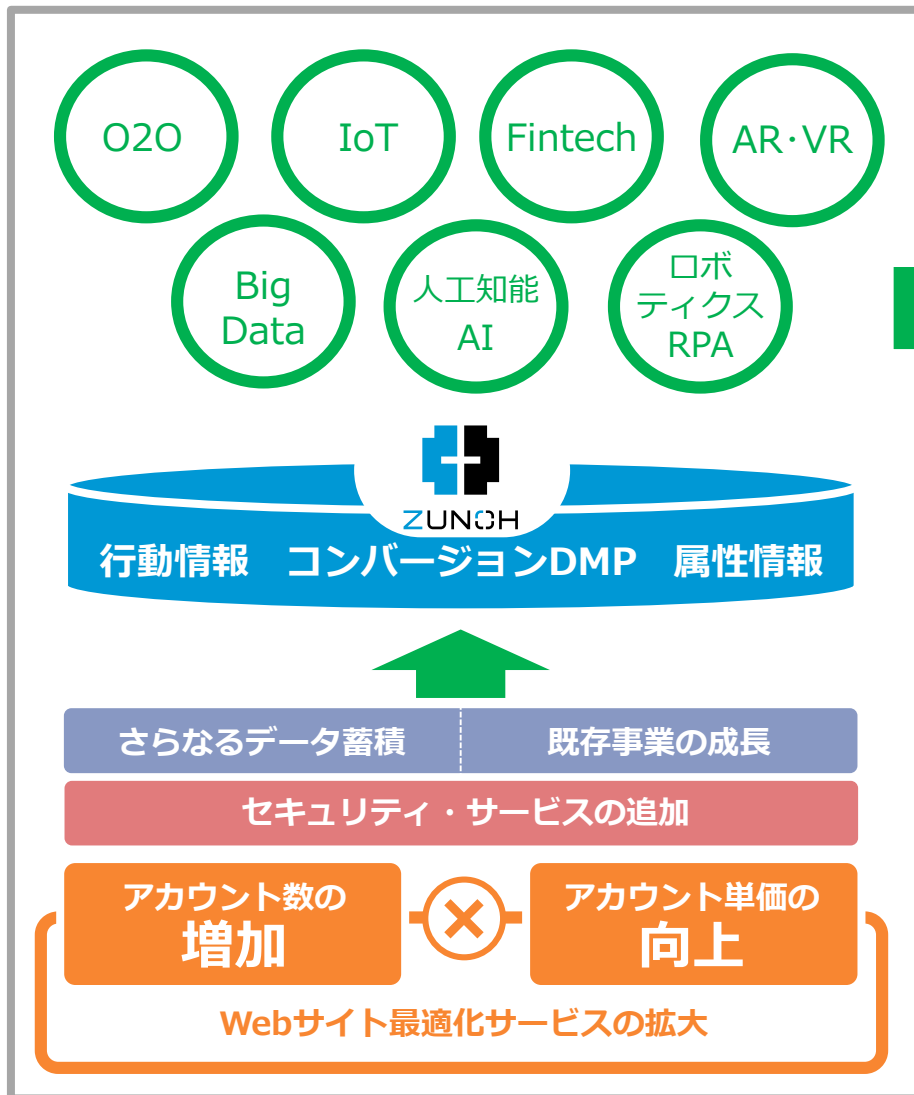 O2O
IoT
Fintech
AR・VR
Big
Data
人工知能
AI
ロボ
ティクス
RPA
ZUNOH
行動情報 コンバージョンDMP 属性情報
さらなるデータ蓄積
既存事業の成長
セキュリティ・サービスの追加
アカウント数の
増加
×
アカウント単価の
向上
Webサイト最適化サービスの拡大